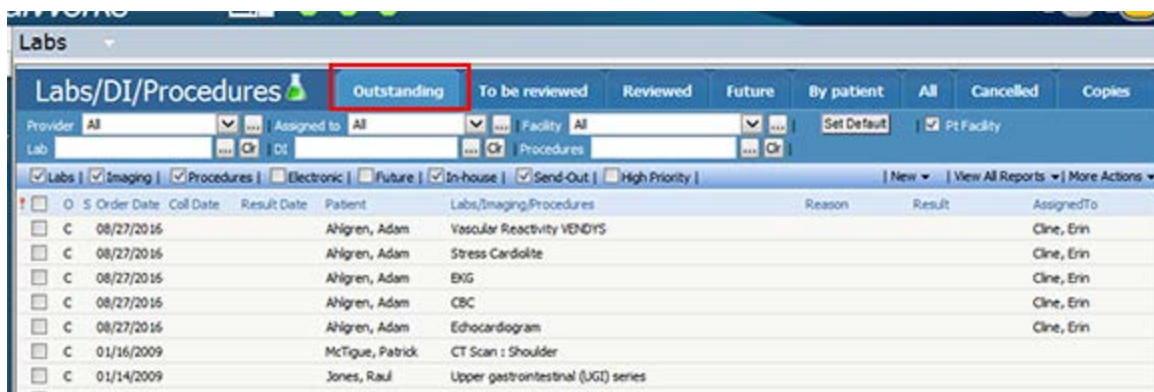 Labs
Labs/DI/Procedures Outstanding To be reviewed Reviewed Future By patient All Cancelled Copies
Provider All ... | Assigned to All ... | Facility All ... | Set Default | Pt Facility
Lab ... Clr | DI ... Clr | Procedures ... Clr |
Labs | Imaging | Procedures | Electronic | Future | In-house | Send-Out | High Priority | | New | View All Reports | More Actions
! O S Order Date Coll Date Result Date Patient Labs/Imaging/Procedures Reason Result AssignedTo
C 08/27/2016 Ahlgren, Adam Vascular Reactivity VENDYS Cline, Erin
C 08/27/2016 Ahlgren, Adam Stress Cardiolite Cline, Erin
C 08/27/2016 Ahlgren, Adam EKG Cline, Erin
C 08/27/2016 Ahlgren, Adam CBC Cline, Erin
C 08/27/2016 Ahlgren, Adam Echocardiogram Cline, Erin
C 01/16/2009 McTigue, Patrick CT Scan : Shoulder
C 01/14/2009 Jones, Raul Upper gastrointestinal (UGI) series